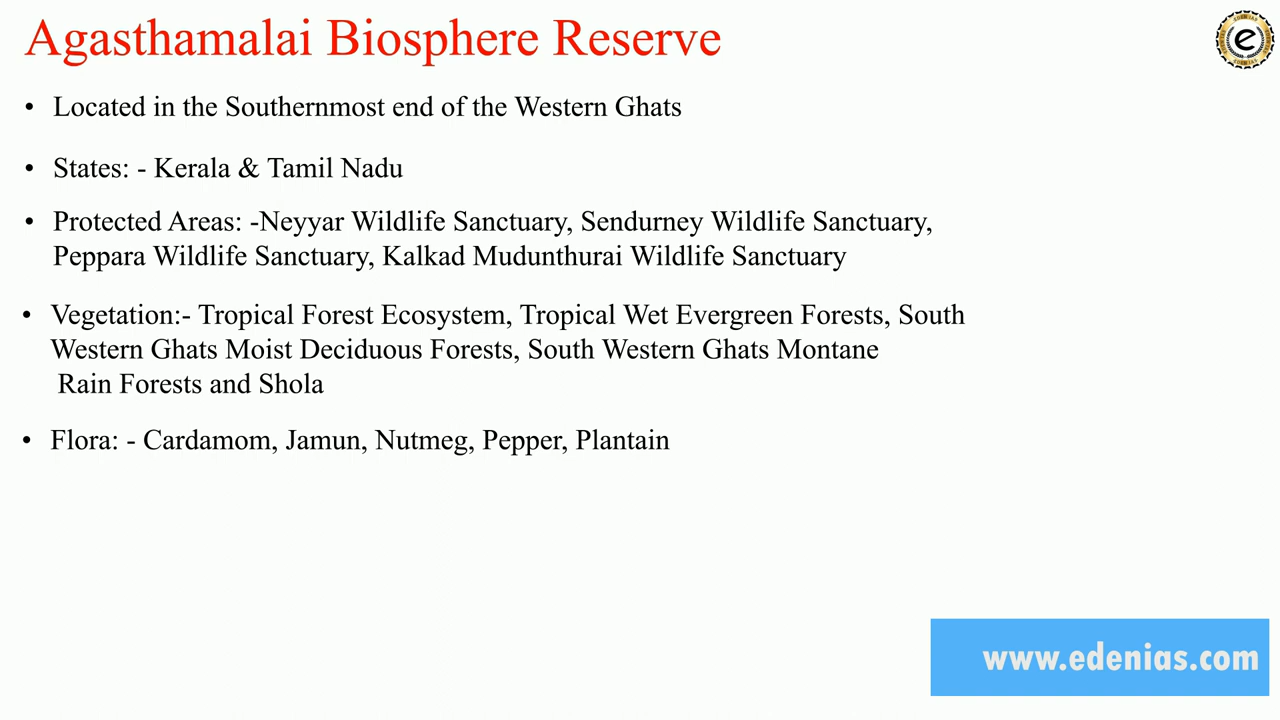 Agasthamalai Biosphere Reserve
EDENIAS
e
EDENIAS
• Located in the Southernmost end of the Western Ghats
• States: - Kerala & Tamil Nadu
• Protected Areas: -Neyyar Wildlife Sanctuary, Sendurney Wildlife Sanctuary,
Peppara Wildlife Sanctuary, Kalkad Mudunthurai Wildlife Sanctuary
• Vegetation:- Tropical Forest Ecosystem, Tropical Wet Evergreen Forests, South
Western Ghats Moist Deciduous Forests, South Western Ghats Montane
Rain Forests and Shola
• Flora: - Cardamom, Jamun, Nutmeg, Pepper, Plantain
www.edenias.com